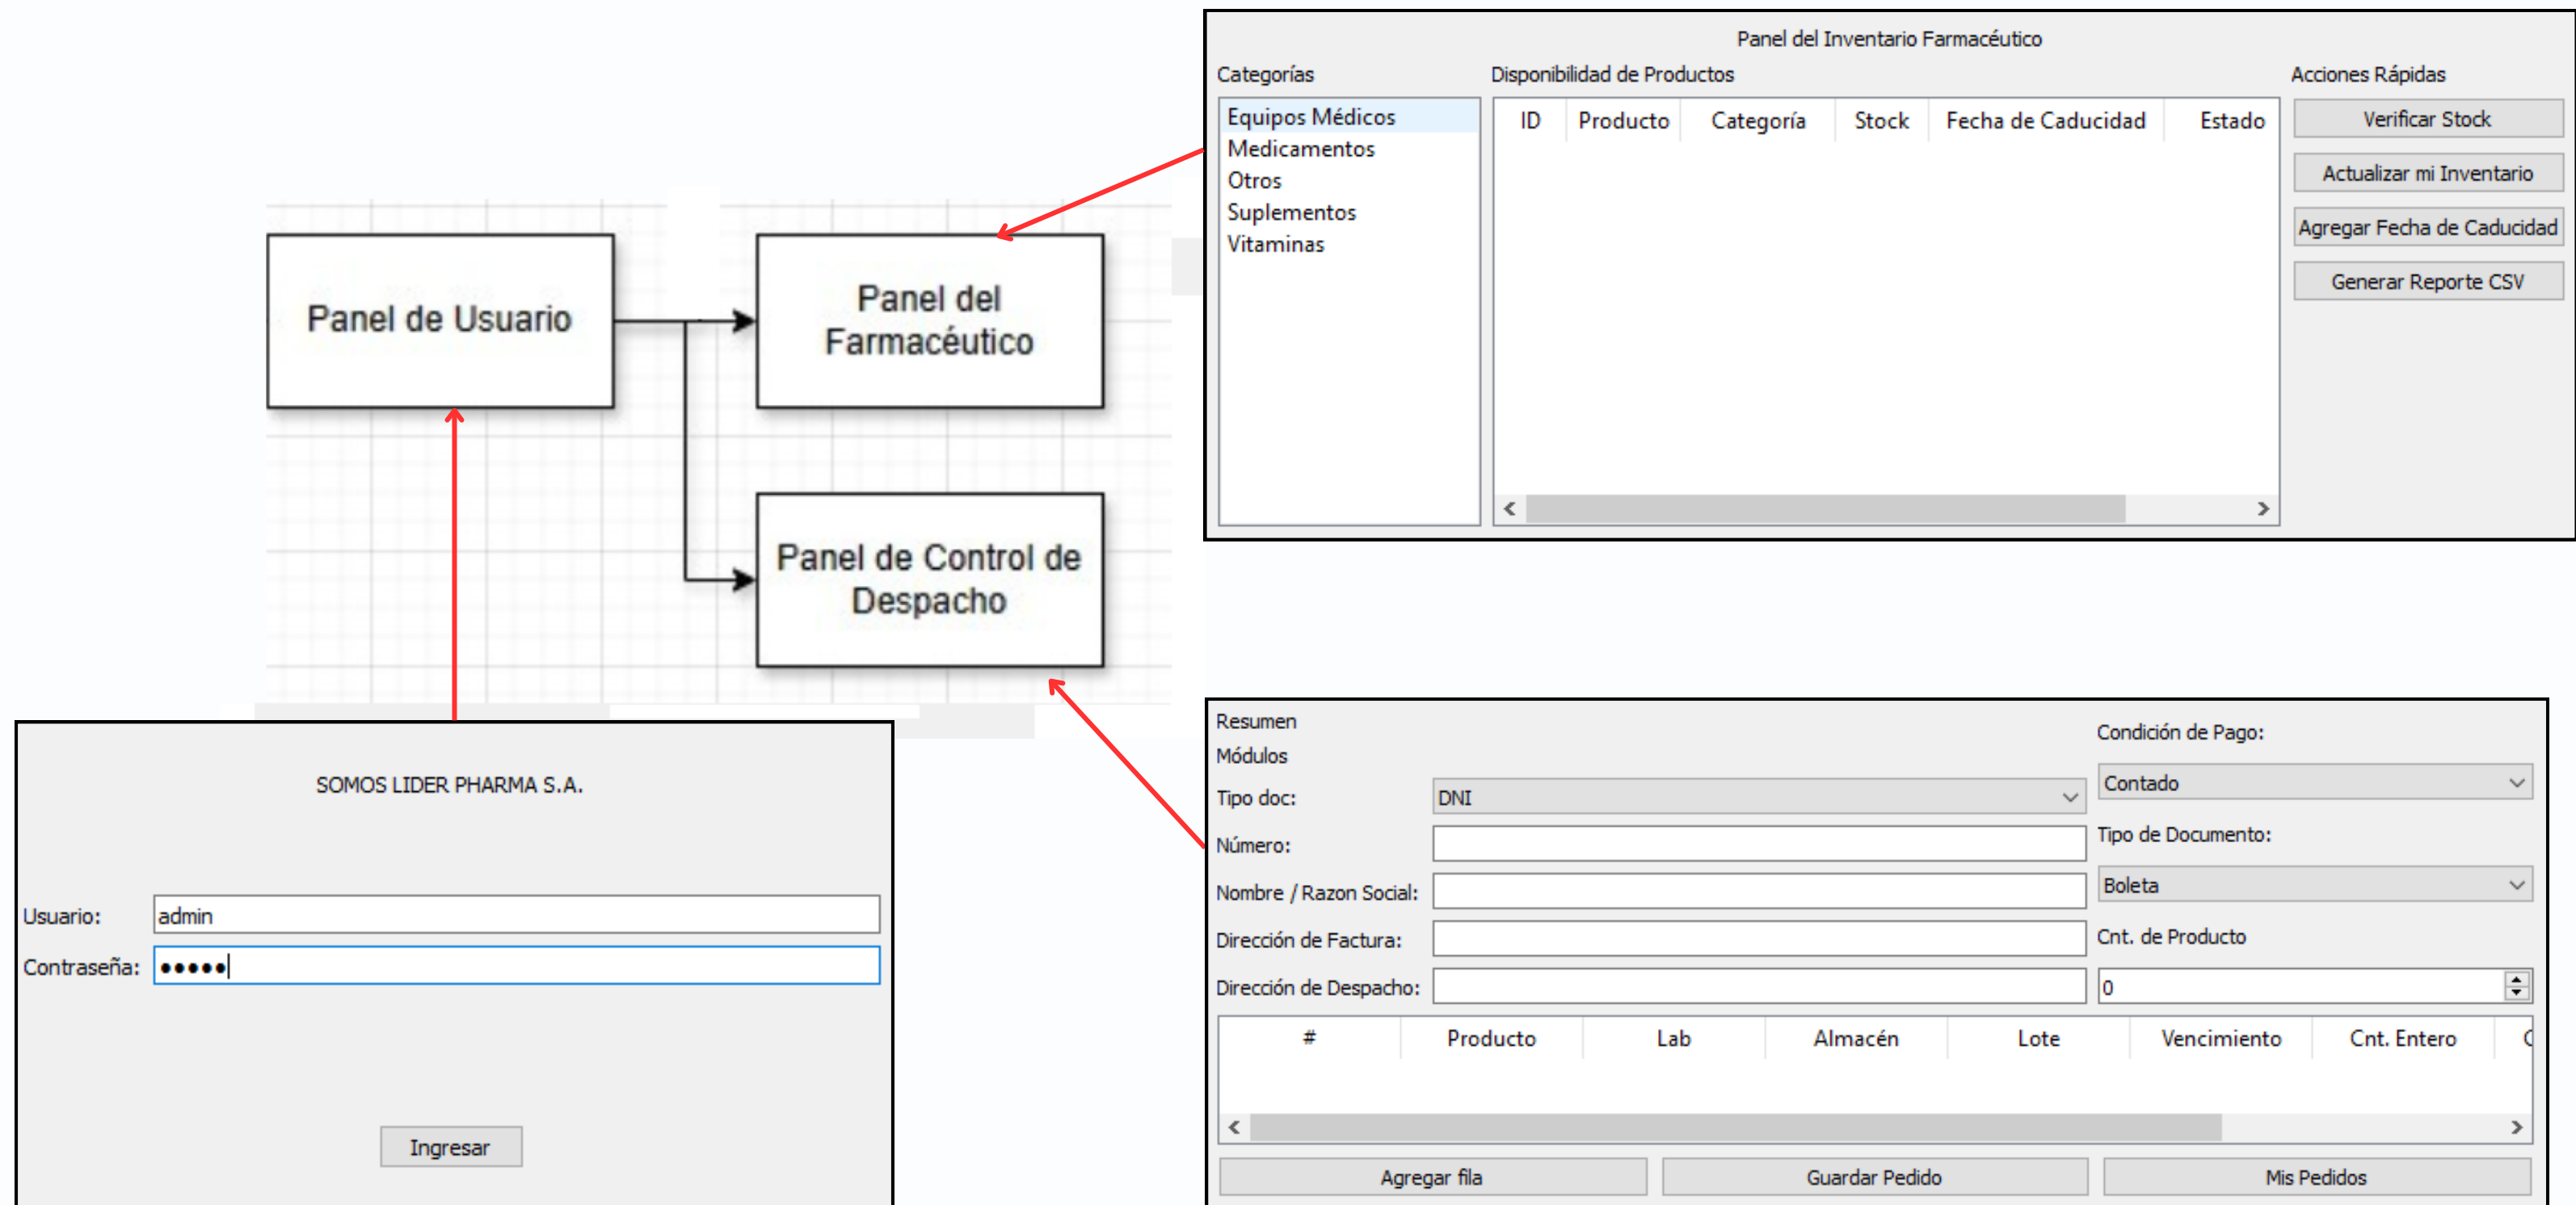 Panel de Usuario
Panel del
Farmacéutico
Panel de Control de
Despacho
Panel del Inventario Farmacéutico
Categorías
Disponibilidad de Productos
Acciones Rápidas
Equipos Médicos
Medicamentos
Otros
Suplementos
Vitaminas
ID Producto Categoría Stock Fecha de Caducidad Estado
Verificar Stock
Actualizar mi Inventario
Agregar Fecha de Caducidad
Generar Reporte CSV
SOMOS LIDER PHARMA S.A.
Usuario: admin
Contraseña: •••••
Ingresar
Resumen
Módulos
Tipo doc: DNI
Número:
Nombre / Razon Social:
Dirección de Factura:
Dirección de Despacho:
Condición de Pago:
Contado
Tipo de Documento:
Boleta
Cnt. de Producto
0
# Producto Lab Almacén Lote Vencimiento Cnt. Entero
Agregar fila Guardar Pedido Mis Pedidos